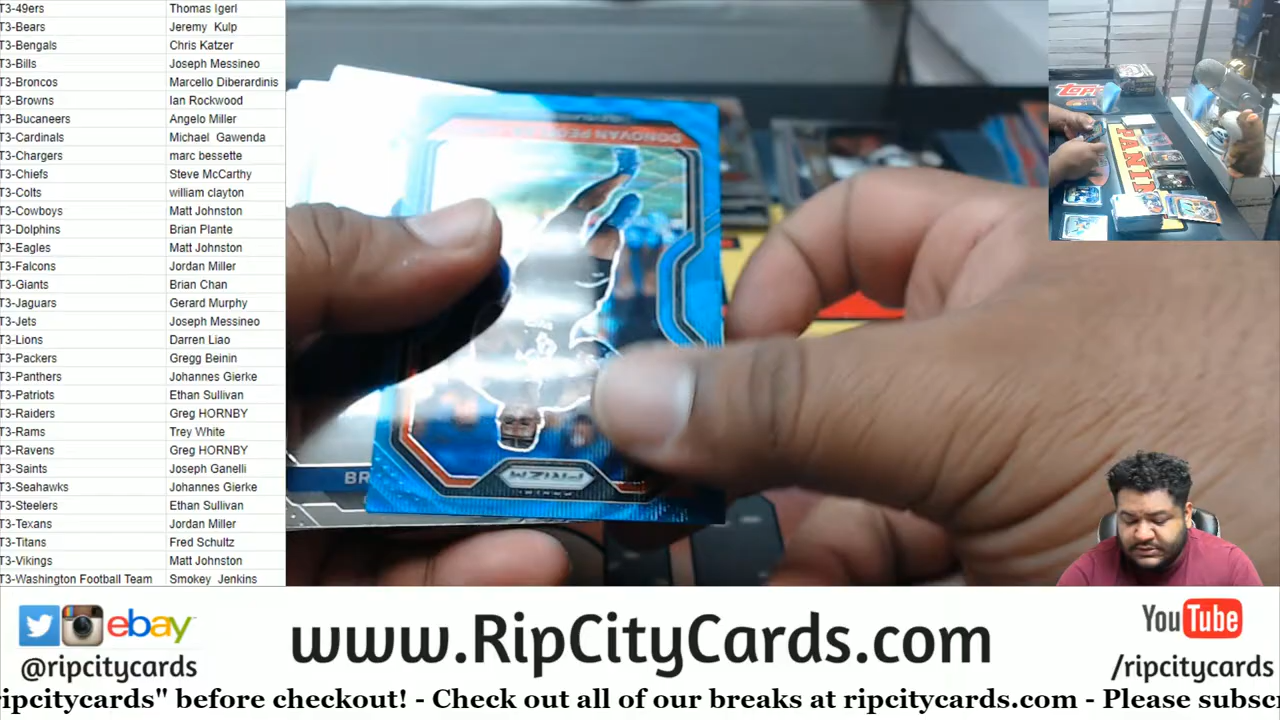 T3-49ers Thomas Igerl
T3-Bears Jeremy Kulp
T3-Bengals Chris Katzer
T3-Bills Joseph Messineo
T3-Broncos Marcello Diberardinis
T3-Browns Ian Rockwood
T3-Bucaneers Angelo Miller
T3-Cardinals Michael Gawenda
T3-Chargers marc bessette
T3-Chiefs Steve McCarthy
T3-Colts william clayton
T3-Cowboys Matt Johnston
T3-Dolphins Brian Plante
T3-Eagles Matt Johnston
T3-Falcons Jordan Miller
T3-Giants Brian Chan
T3-Jaguars Gerard Murphy
T3-Jets Joseph Messineo
T3-Lions Darren Liao
T3-Packers Gregg Beinin
T3-Panthers Johannes Gierke
T3-Patriots Ethan Sullivan
T3-Raiders Greg HORNBY
T3-Rams Trey White
T3-Ravens Greg HORNBY
T3-Saints Joseph Ganelli
T3-Seahawks Johannes Gierke
T3-Steelers Ethan Sullivan
T3-Texans Jordan Miller
T3-Titans Fred Schultz
T3-Vikings Matt Johnston
T3-Washington Football Team Smokey Jenkins
DONOVAN
PRIZM
PANINI
BR
TOPPS
PANINI
ebay
@ripcitycards
www.RipCityCards.com
YouTube
/ripcitycards
ripcitycards" before checkout! - Check out all of our breaks at ripcitycards.com - Please subsc